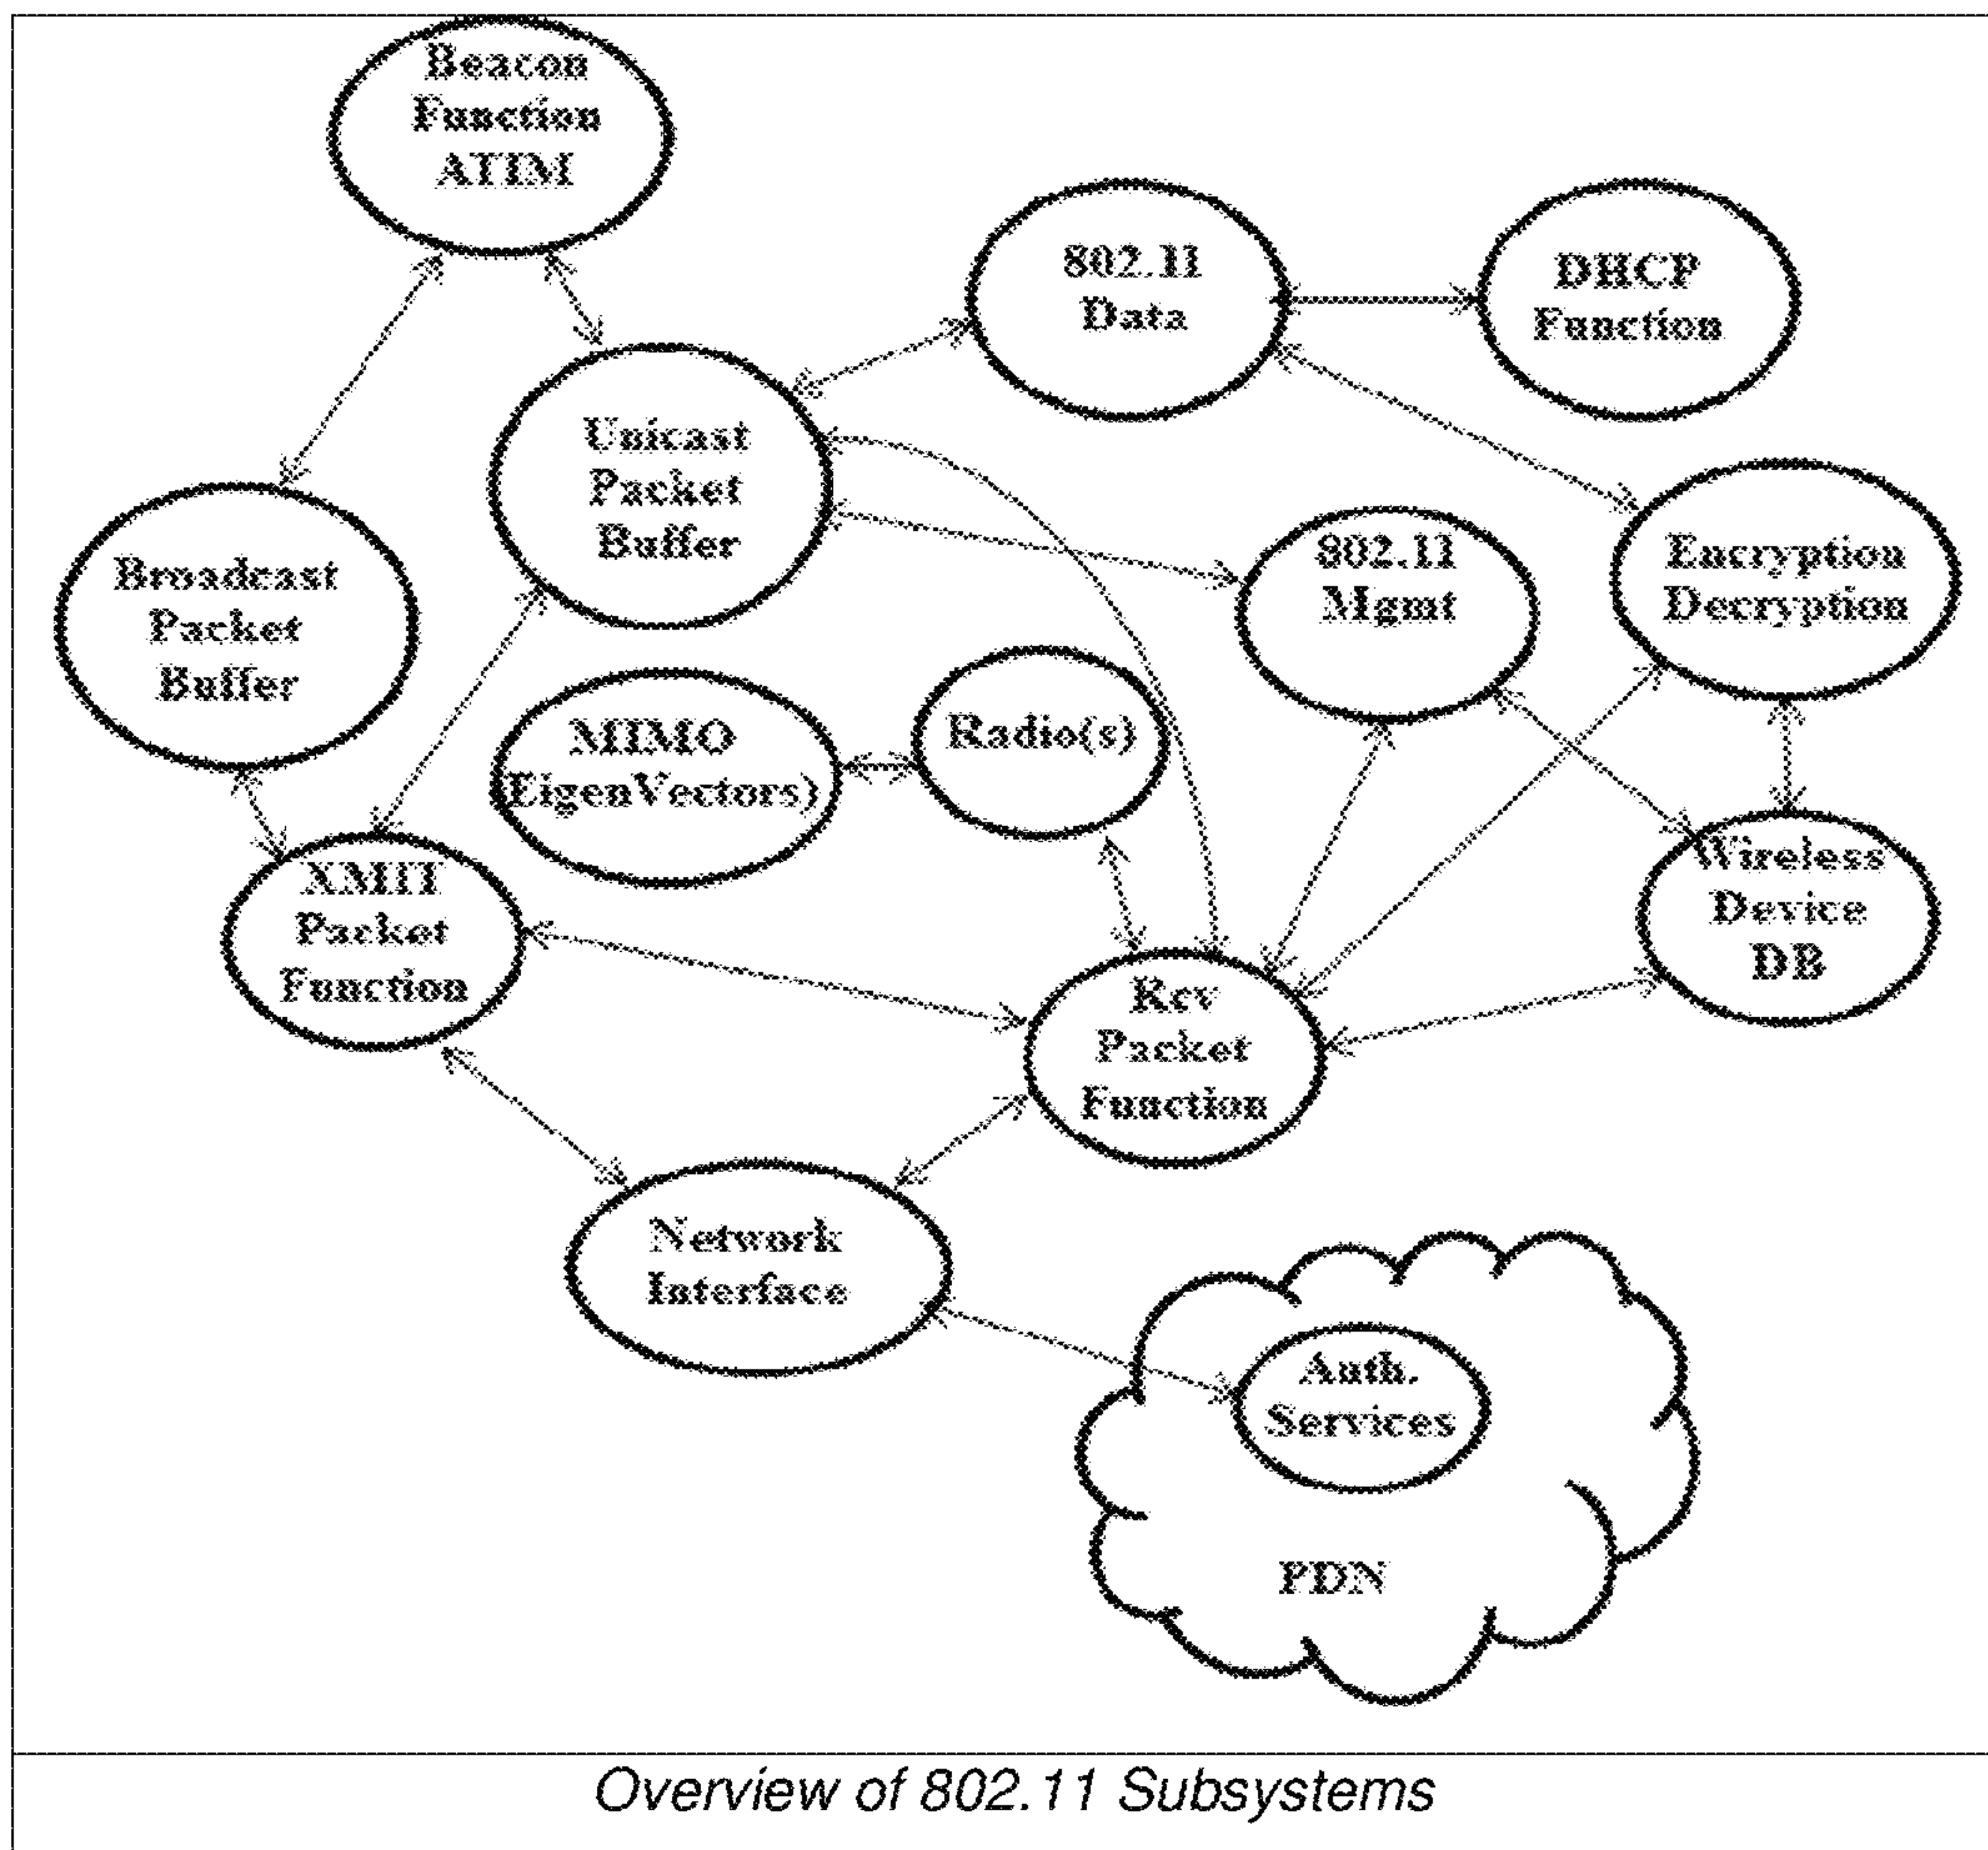 Beacon
Function
ATIM
802.11
Data
DHCP
Function
Unicast
Packet
Buffer
802.11
Mgmt
Encryption
Decryption
Broadcast
Packet
Buffer
MIMO
(EigenVectors)
Radio(s)
XMIT
Packet
Function
Wireless
Device
DB
Rcv
Packet
Function
Network
Interface
Auth.
Services
PDN
Overview of 802.11 Subsystems